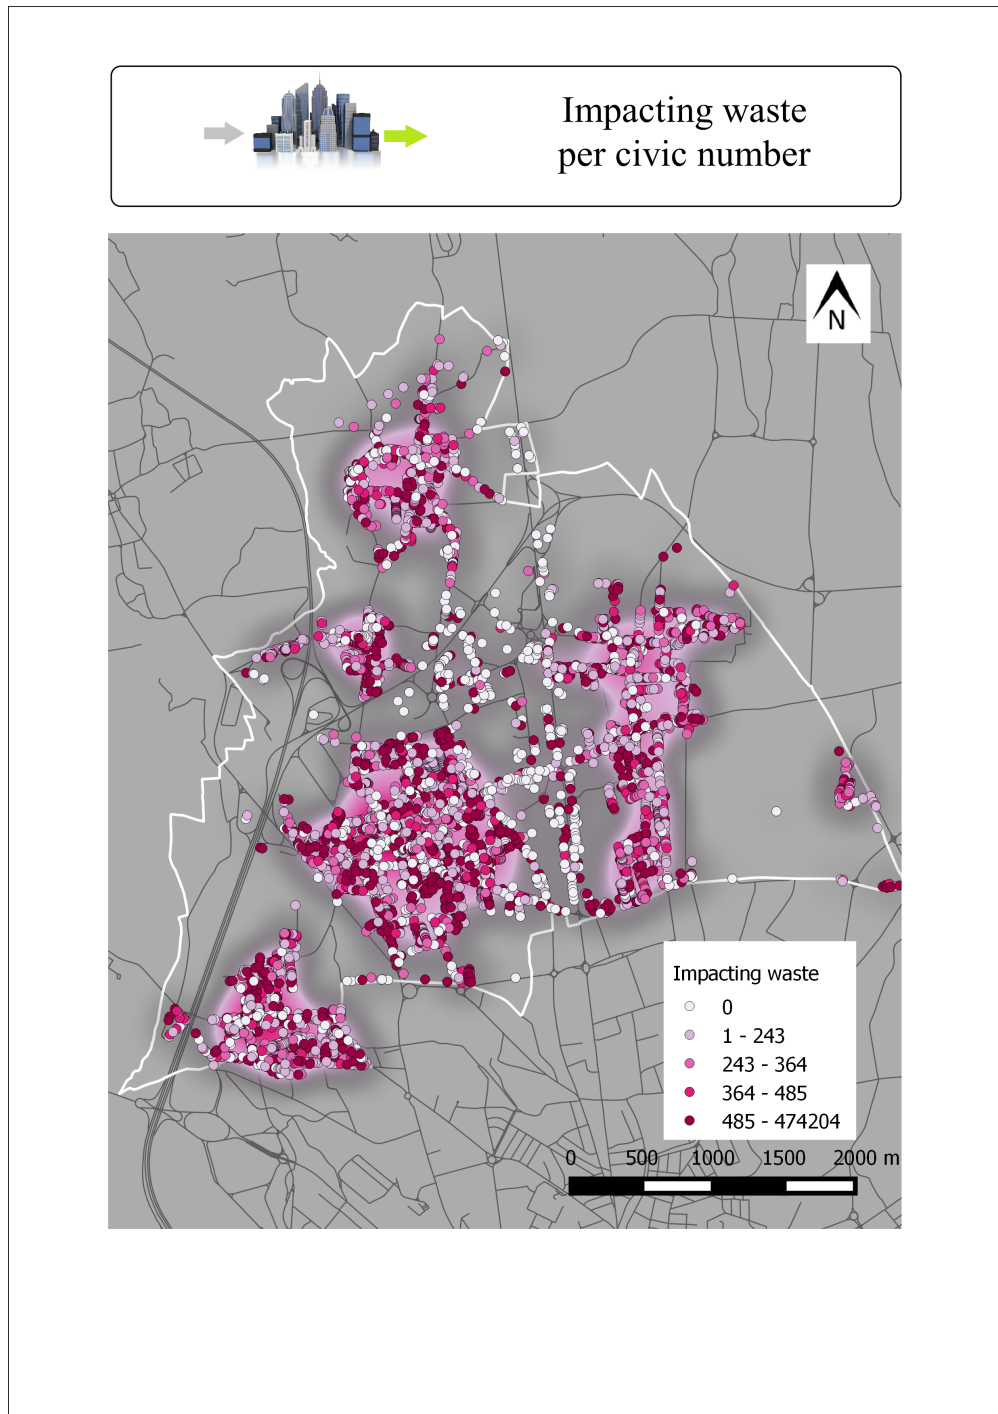 Impacting waste
per civic number
N
Impacting waste
0
1 - 243
243 - 364
364 - 485
485 - 474204
0 500 1000 1500 2000 m